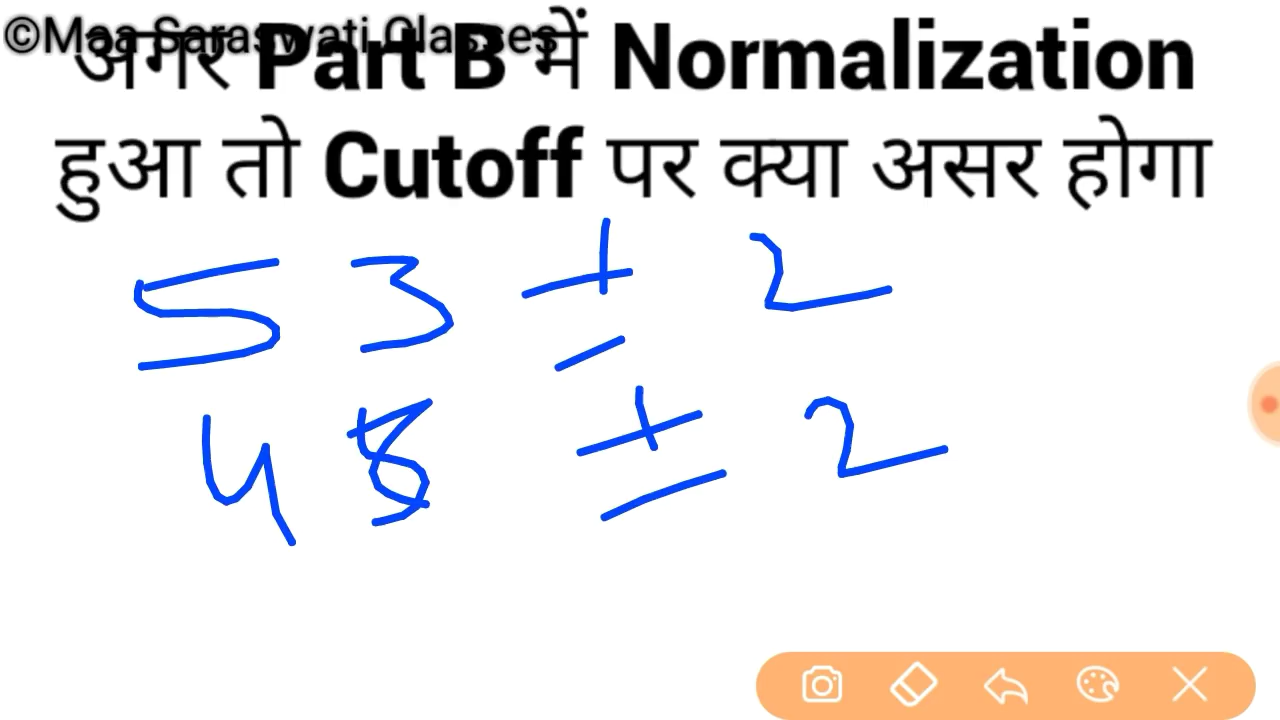 ©Maa Saraswati Classes
अगर Part B में Normalization
हुआ तो Cutoff पर क्या असर होगा
53 ± 2
48 ± 2